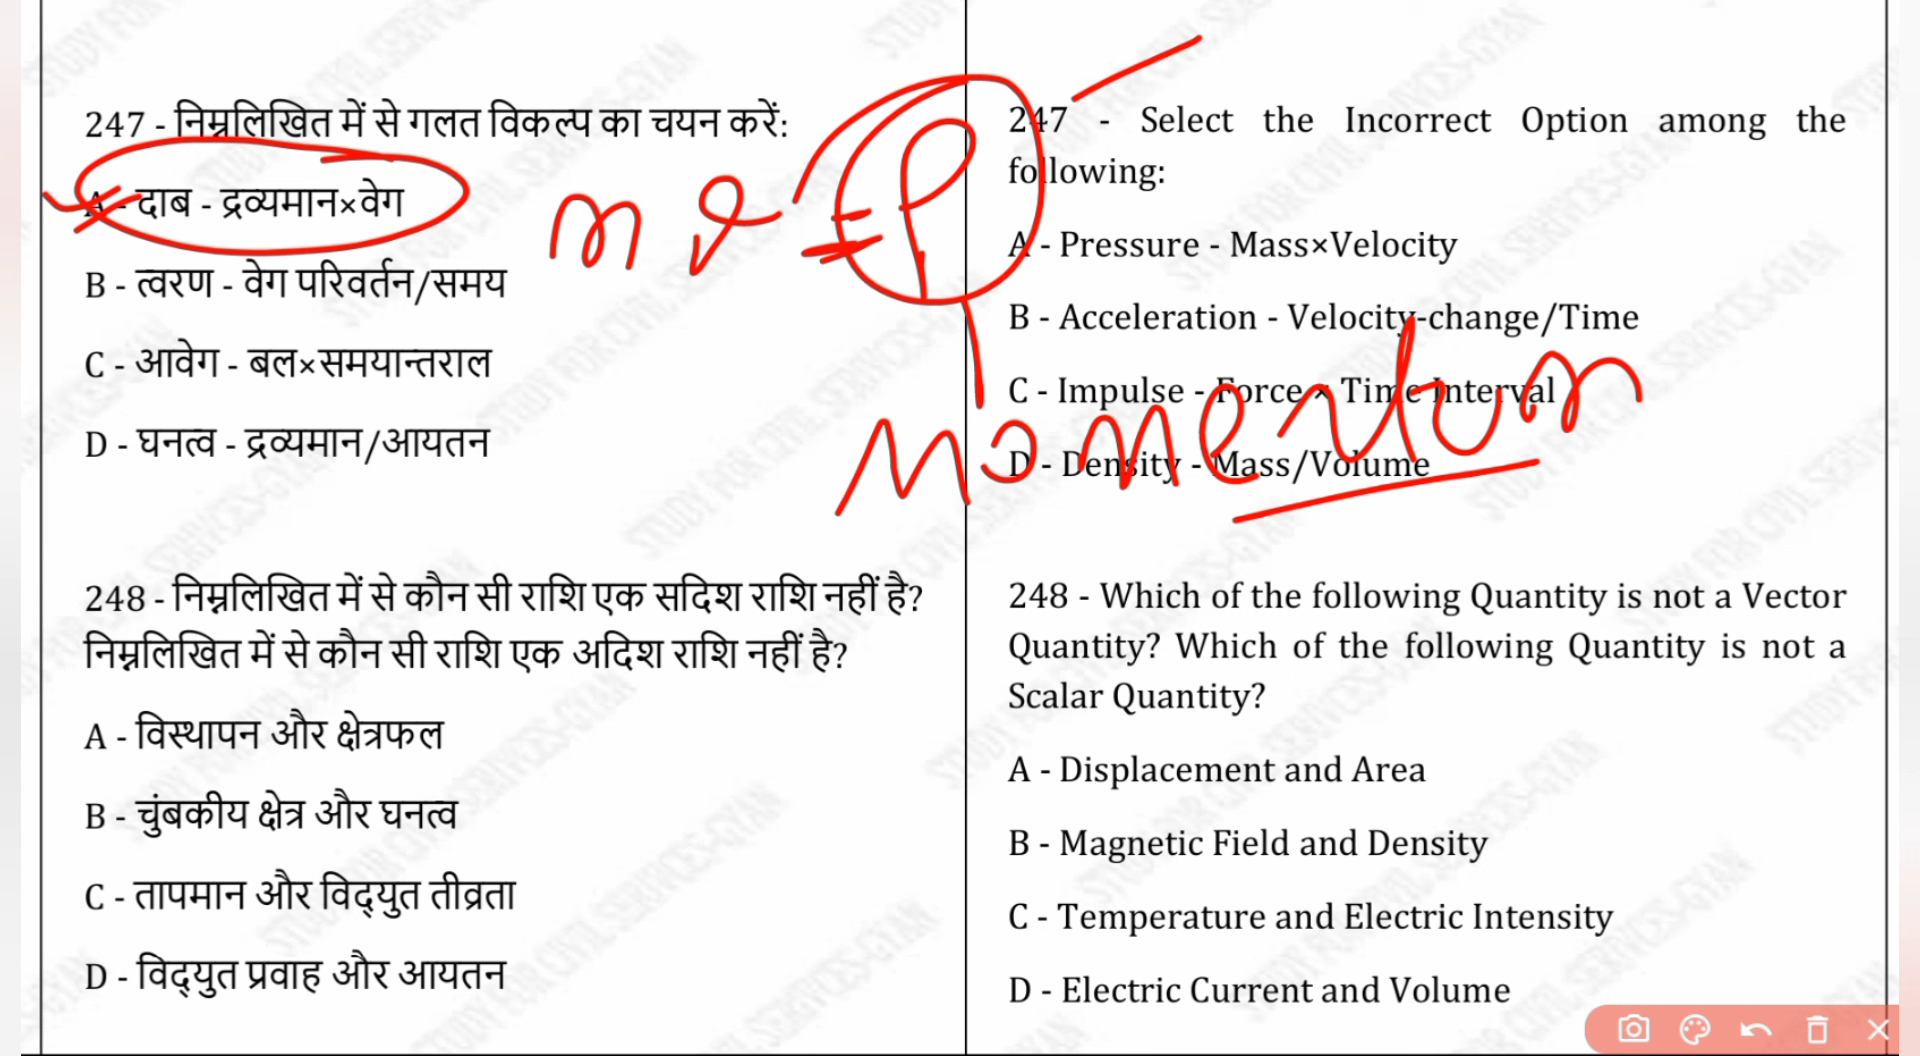 247 - निम्नलिखित में से गलत विकल्प का चयन करें:
A - दाब - द्रव्यमान×वेग
B - त्वरण - वेग परिवर्तन/समय
C - आवेग - बल×समयान्तराल
D - घनत्व - द्रव्यमान/आयतन
248 - निम्नलिखित में से कौन सी राशि एक सदिश राशि नहीं है?
निम्नलिखित में से कौन सी राशि एक अदिश राशि नहीं है?
A - विस्थापन और क्षेत्रफल
B - चुंबकीय क्षेत्र और घनत्व
C - तापमान और विद्युत तीव्रता
D - विद्युत प्रवाह और आयतन
247 - Select the Incorrect Option among the
following:
A - Pressure - Mass×Velocity
B - Acceleration - Velocity-change/Time
C - Impulse - Force × Time Interval
D - Density - Mass/Volume
248 - Which of the following Quantity is not a Vector
Quantity? Which of the following Quantity is not a
Scalar Quantity?
A - Displacement and Area
B - Magnetic Field and Density
C - Temperature and Electric Intensity
D - Electric Current and Volume
m v = P
Momentum
STUDY FOR CIVIL SERVICES-GYAN